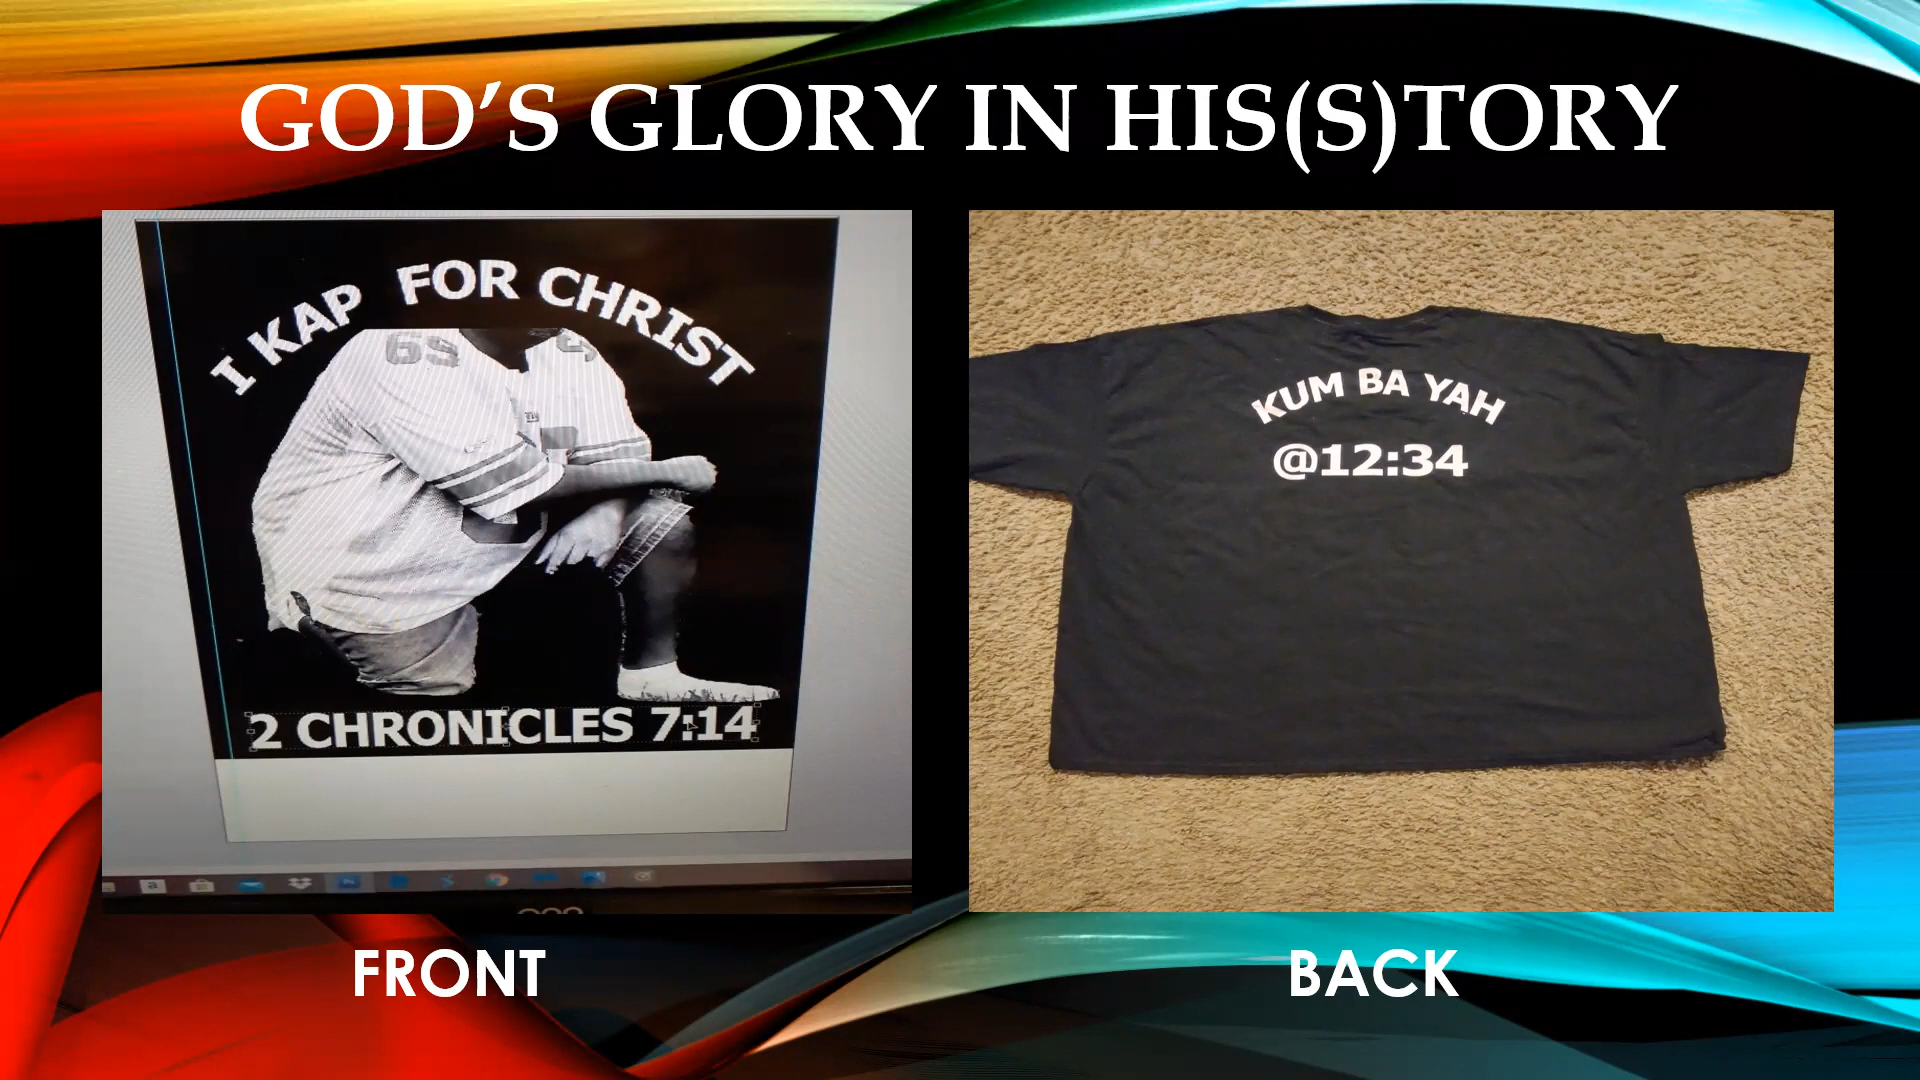 GOD'S GLORY IN HIS(S)TORY
I KAP FOR CHRIST
2 CHRONICLES 7:14
KUM BA YAH
@12:34
FRONT
BACK